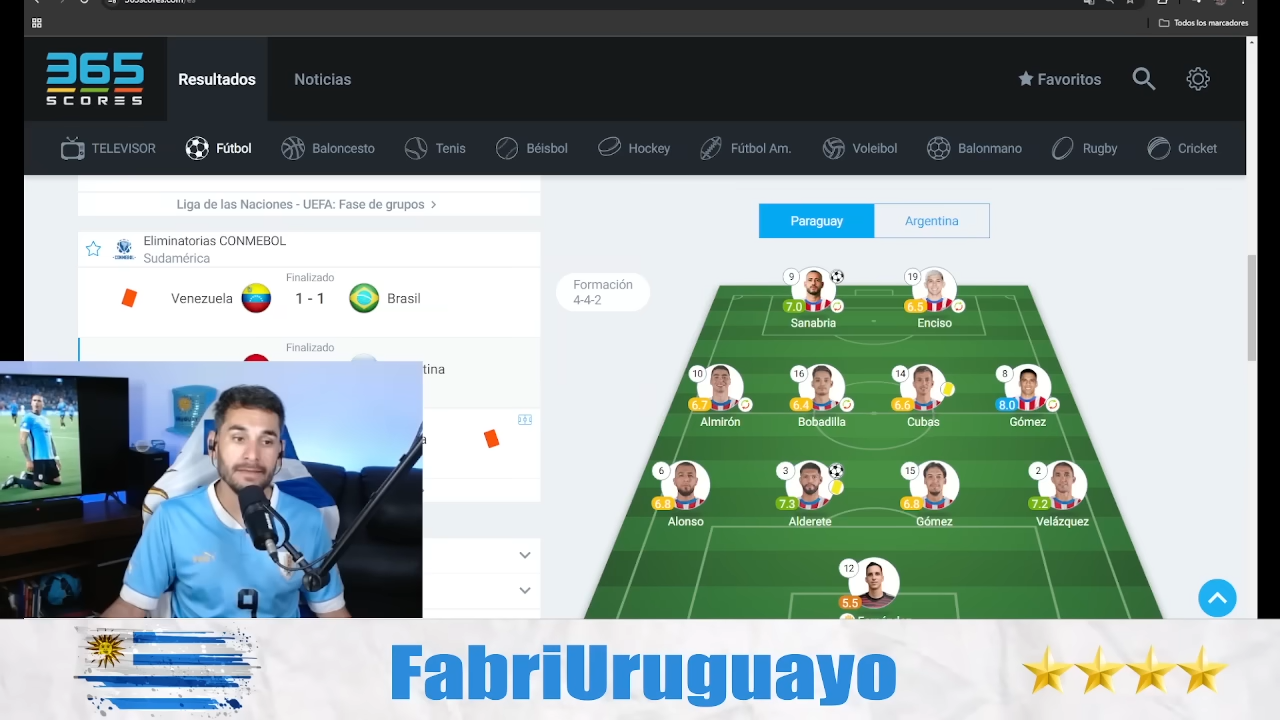 Todos los marcadores
365
SCORES
Resultados
Noticias
Favoritos
TELEVISOR
Fútbol
Baloncesto
Tenis
Béisbol
Hockey
Fútbol Am.
Voleibol
Balonmano
Rugby
Cricket
Liga de las Naciones - UEFA: Fase de grupos
Eliminatorias CONMEBOL
Sudamérica
Finalizado
Venezuela
1 - 1
Brasil
Finalizado
tina
a
Paraguay
Argentina
Formación
4-4-2
9
7.0
Sanabria
19
6.5
Enciso
10
6.7
Almirón
16
6.4
Bobadilla
14
6.6
Cubas
8
8.0
Gómez
6
6.8
Alonso
3
7.3
Alderete
15
6.8
Gómez
2
7.2
Velázquez
12
5.5
9
FabriUruguayo